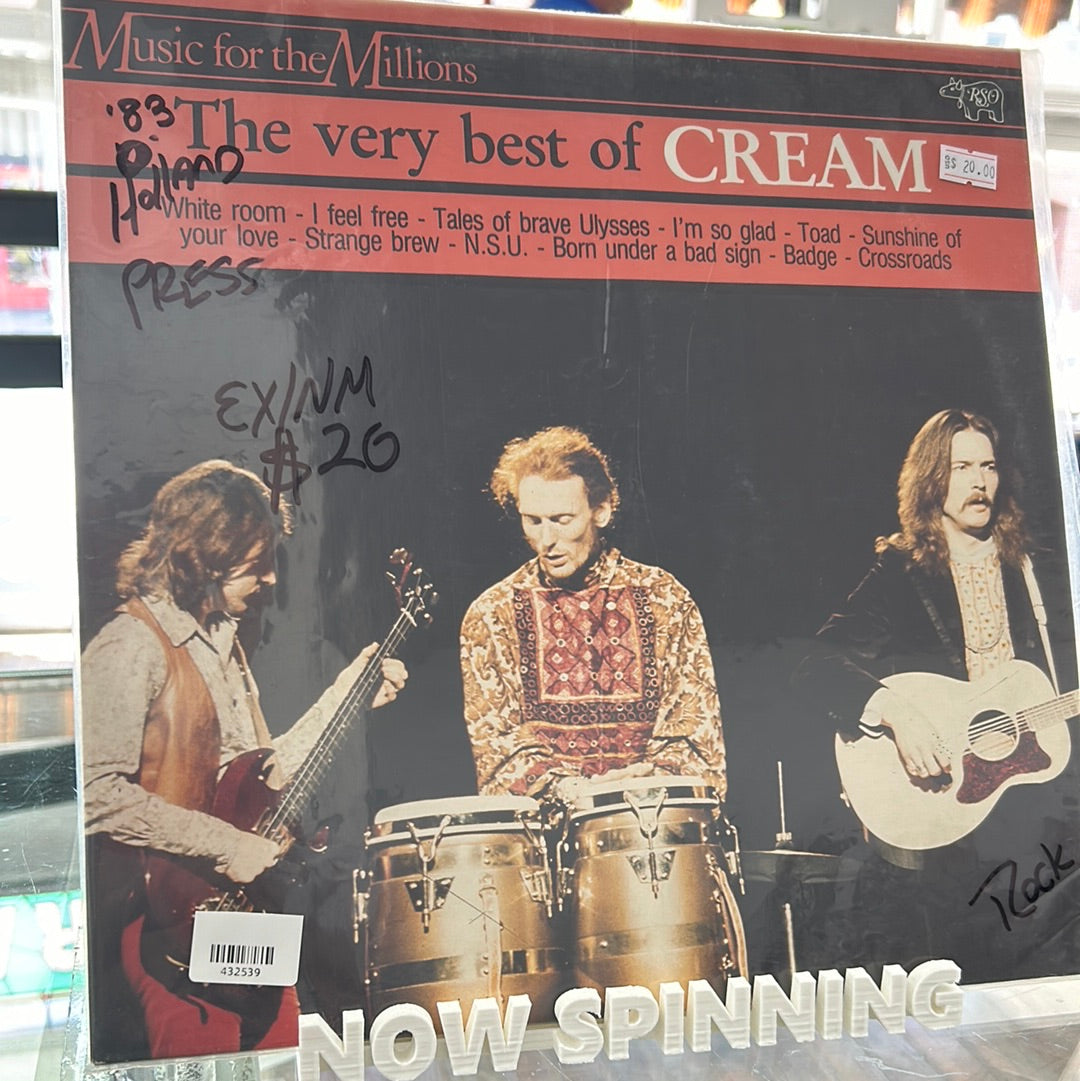 Music for the Millions
RSO
The very best of CREAM
$ 20.00
White room - I feel free - Tales of brave Ulysses - I'm so glad - Toad - Sunshine of
your love - Strange brew - N.S.U. - Born under a bad sign - Badge - Crossroads
'83
Holland
PRESS
EX/NM
$20
Rock
432539
NOW SPINNING